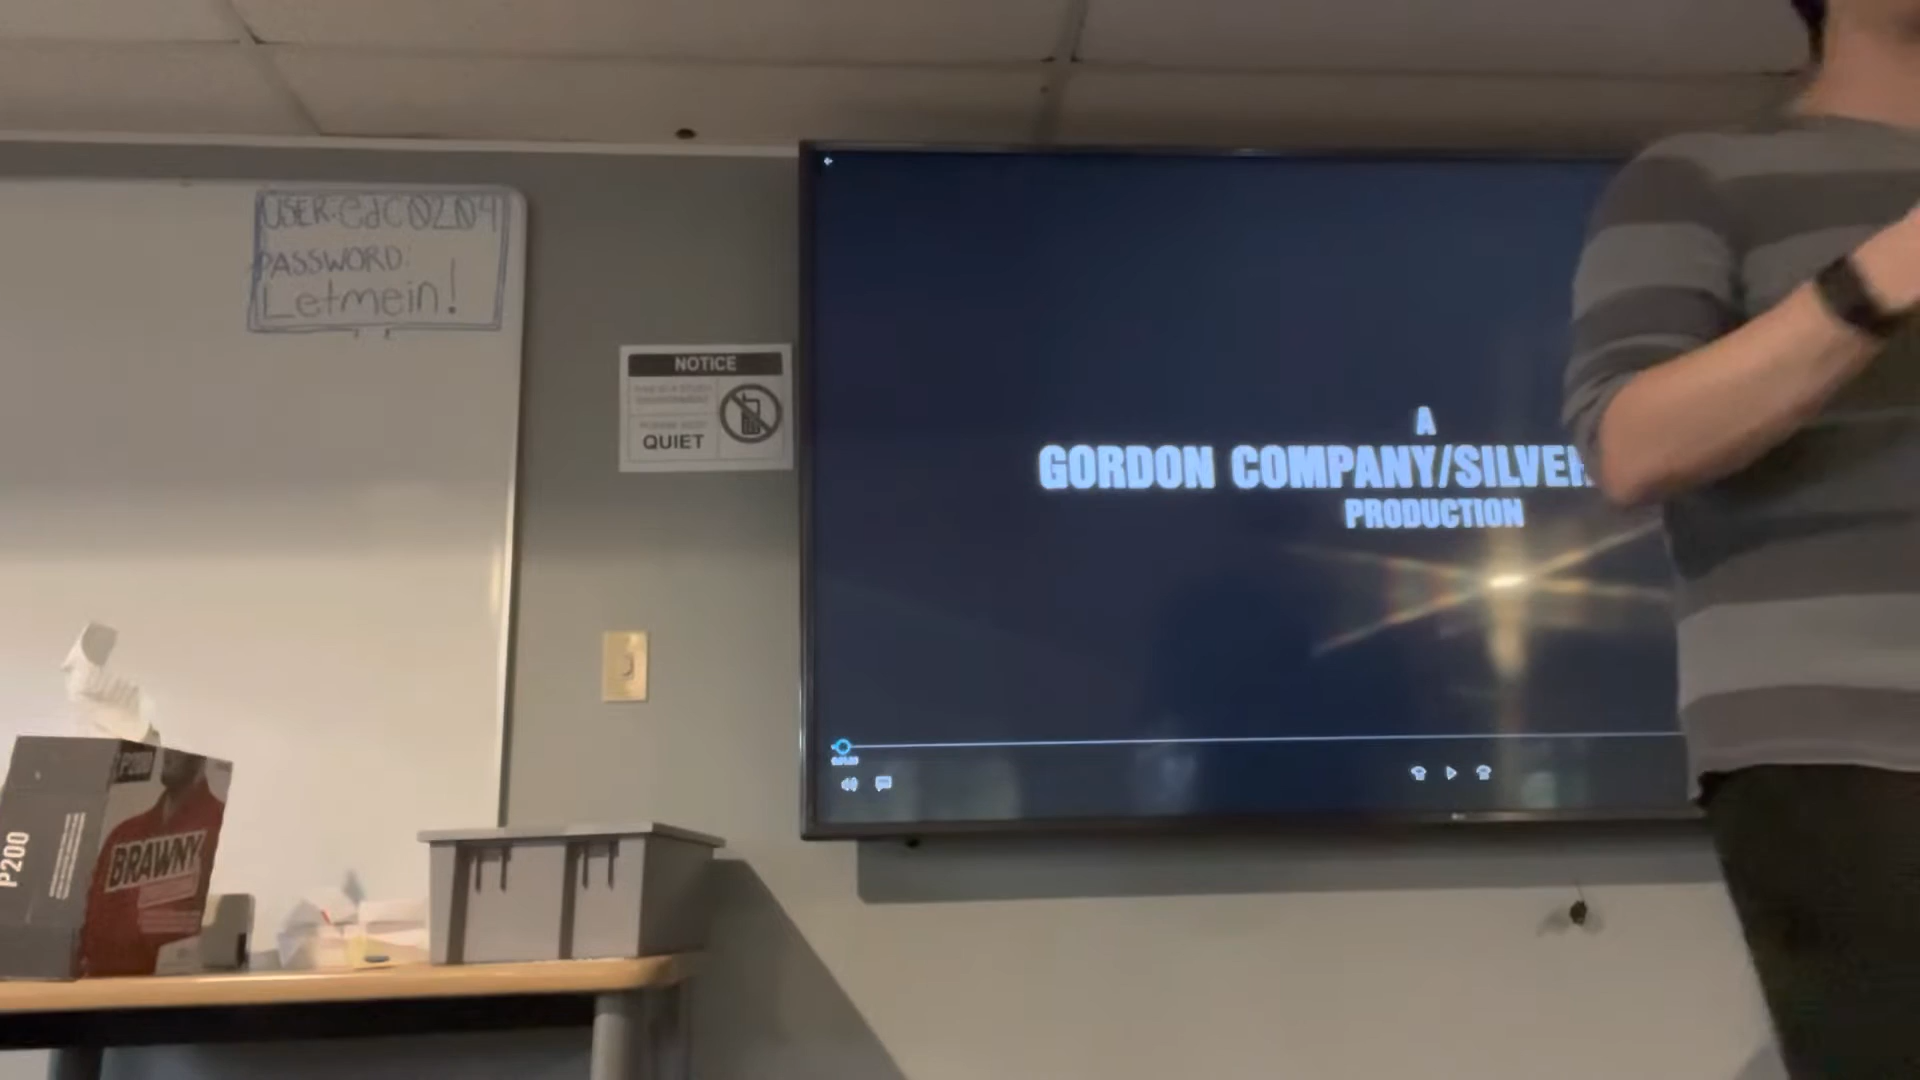 USER: edc0204
PASSWORD:
Letmein!
NOTICE
QUIET
A
GORDON COMPANY/SILVER
PRODUCTION
P200
P200
BRAWNY